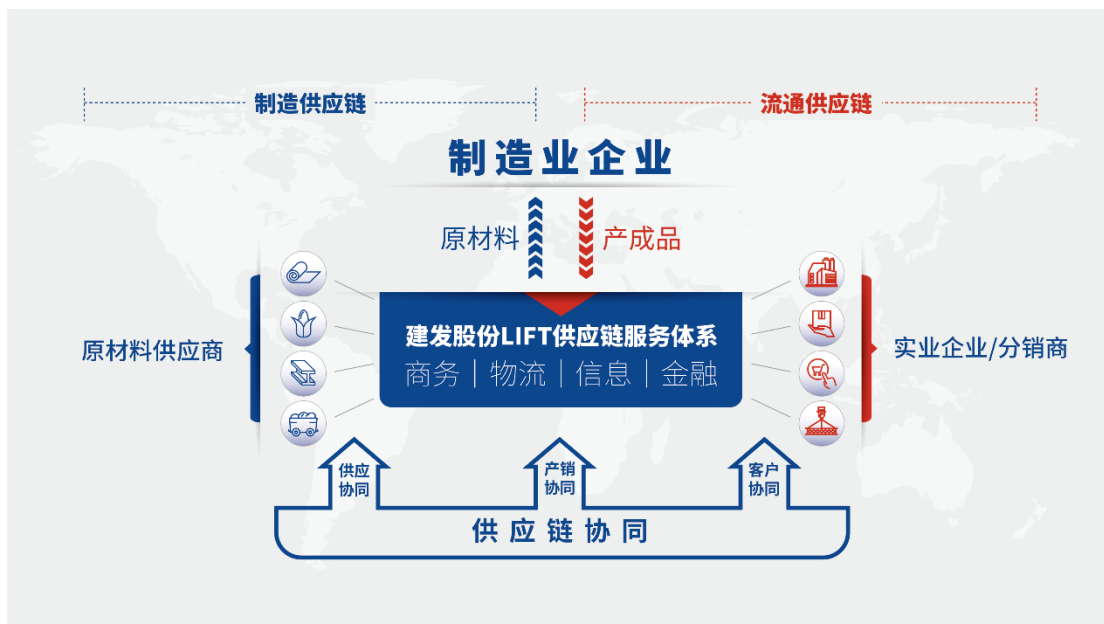 制造供应链
流通供应链
制造业企业
原材料
产成品
建发股份LIFT供应链服务体系
商务｜物流｜信息｜金融
原材料供应商
实业企业/分销商
供应
协同
产销
协同
客户
协同
供应链协同